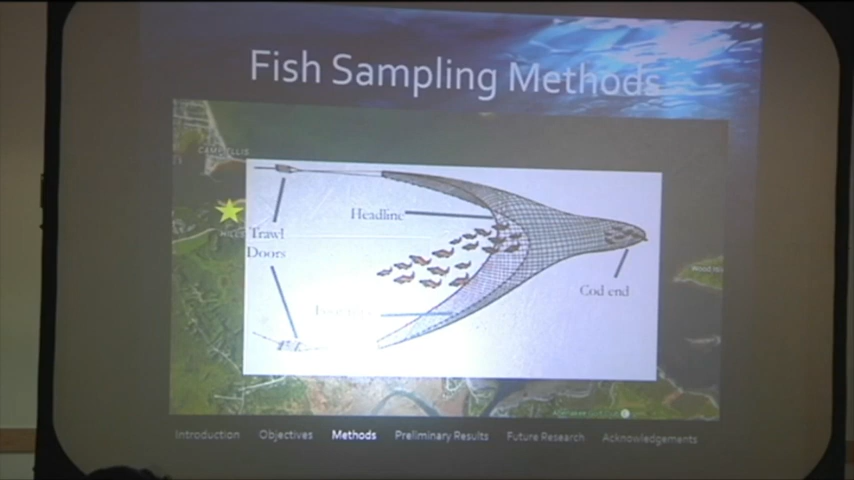 Fish Sampling Methods
Headline
Trawl
Doors
Cod end
Introduction Objectives Methods Preliminary Results Future Research Acknowledgements